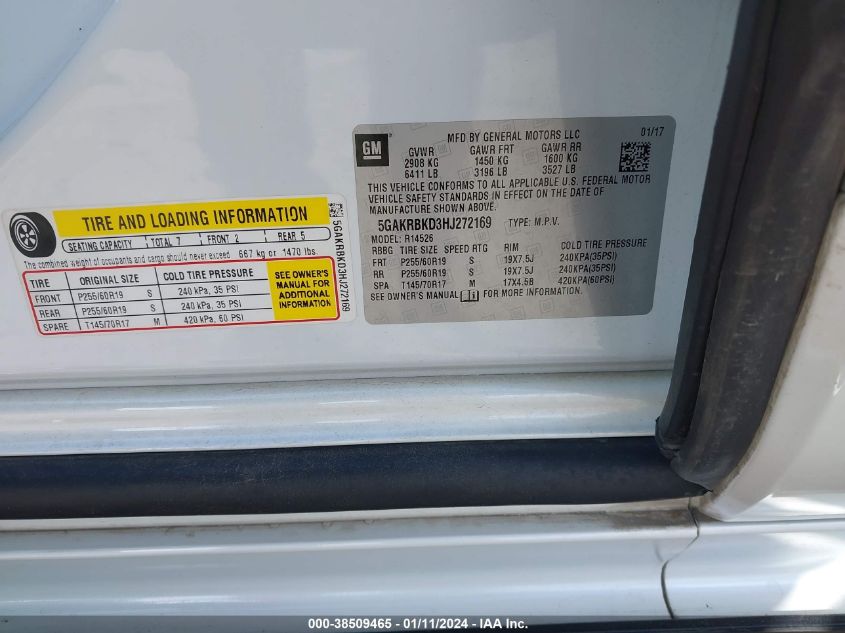 TIRE AND LOADING INFORMATION
SEATING CAPACITY TOTAL 7 FRONT 2 REAR 5
The combined weight of occupants and cargo should never exceed 667 kg or 1470 lbs.
TIRE ORIGINAL SIZE COLD TIRE PRESSURE
FRONT P255/60R19 S 240 kPa, 35 PSI
REAR P255/60R19 S 240 kPa, 35 PSI
SPARE T145/70R17 M 420 kPa, 60 PSI
SEE OWNER'S
MANUAL FOR
ADDITIONAL
INFORMATION
5GAKRBKD3HJ272169
GM
MFD BY GENERAL MOTORS LLC 01/17
GVWR GAWR FRT GAWR RR
2908 KG 1450 KG 1600 KG
6411 LB 3196 LB 3527 LB
THIS VEHICLE CONFORMS TO ALL APPLICABLE U.S. FEDERAL MOTOR
VEHICLE SAFETY STANDARDS IN EFFECT ON THE DATE OF
MANUFACTURE SHOWN ABOVE.
5GAKRBKD3HJ272169 TYPE: M.P.V.
MODEL: R14526
RBBG TIRE SIZE SPEED RTG RIM COLD TIRE PRESSURE
FRT P255/60R19 S 19X7.5J 240KPA(35PSI)
RR P255/60R19 S 19X7.5J 240KPA(35PSI)
SPA T145/70R17 M 17X4.5B 420KPA(60PSI)
SEE OWNER'S MANUAL FOR MORE INFORMATION.
000-38509465 - 01/11/2024 - IAA Inc.